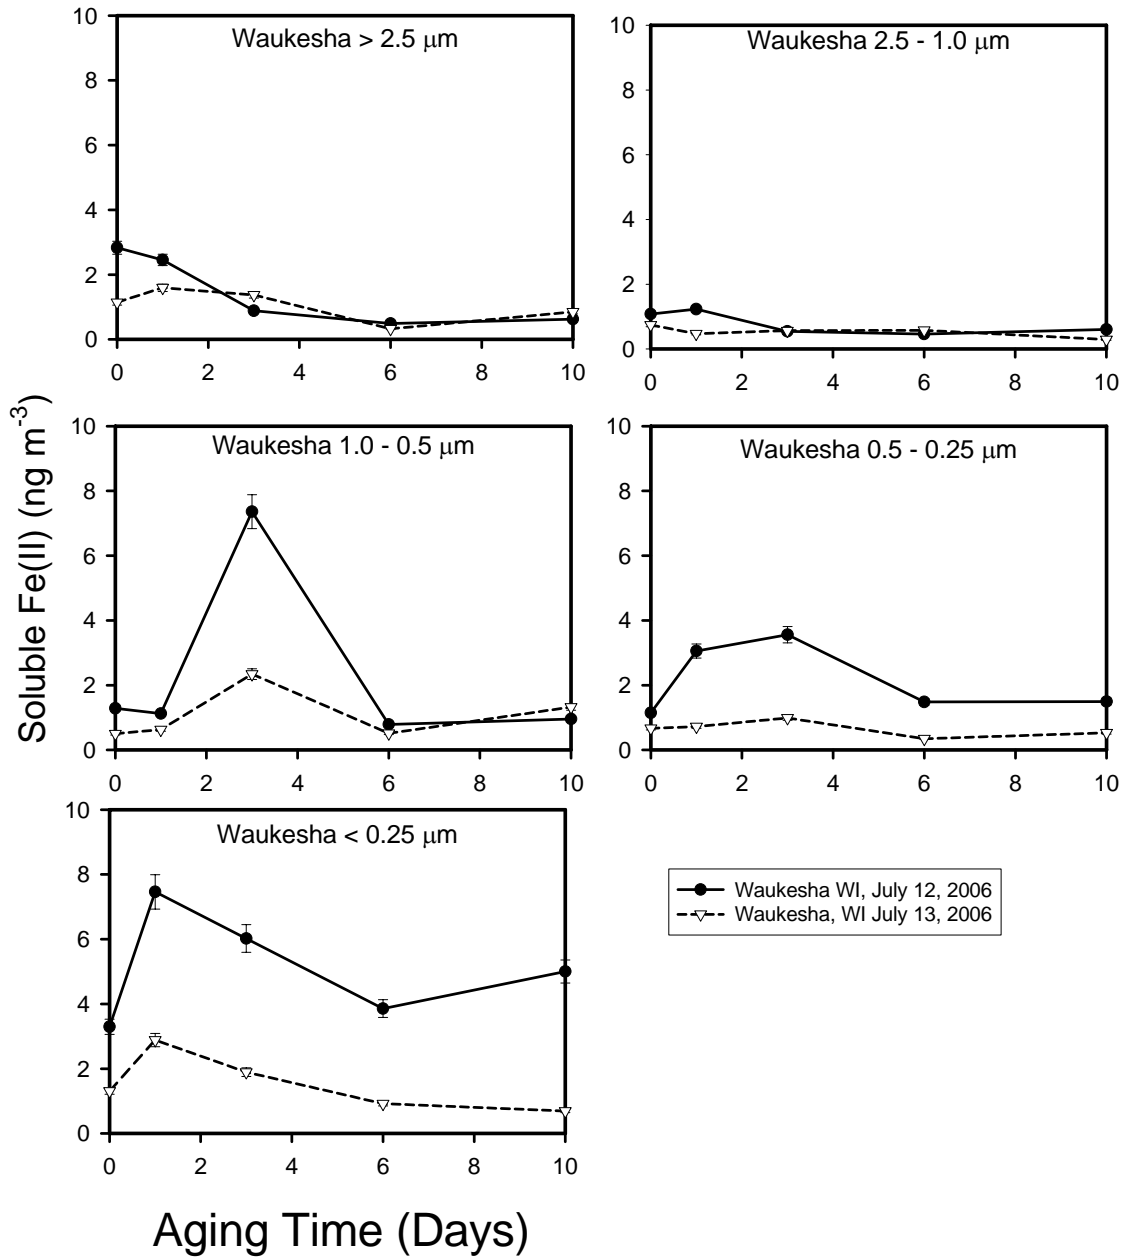 Waukesha > 2.5 μm
10
8
6
4
2
0
0 2 4 6 8 10
Waukesha 2.5 - 1.0 μm
10
8
6
4
2
0
0 2 4 6 8 10
Soluble Fe(II) (ng m-3)
Waukesha 1.0 - 0.5 μm
10
8
6
4
2
0
0 2 4 6 8 10
Waukesha 0.5 - 0.25 μm
10
8
6
4
2
0
0 2 4 6 8 10
Waukesha < 0.25 μm
10
8
6
4
2
0
0 2 4 6 8 10
Waukesha WI, July 12, 2006
Waukesha, WI July 13, 2006
Aging Time (Days)